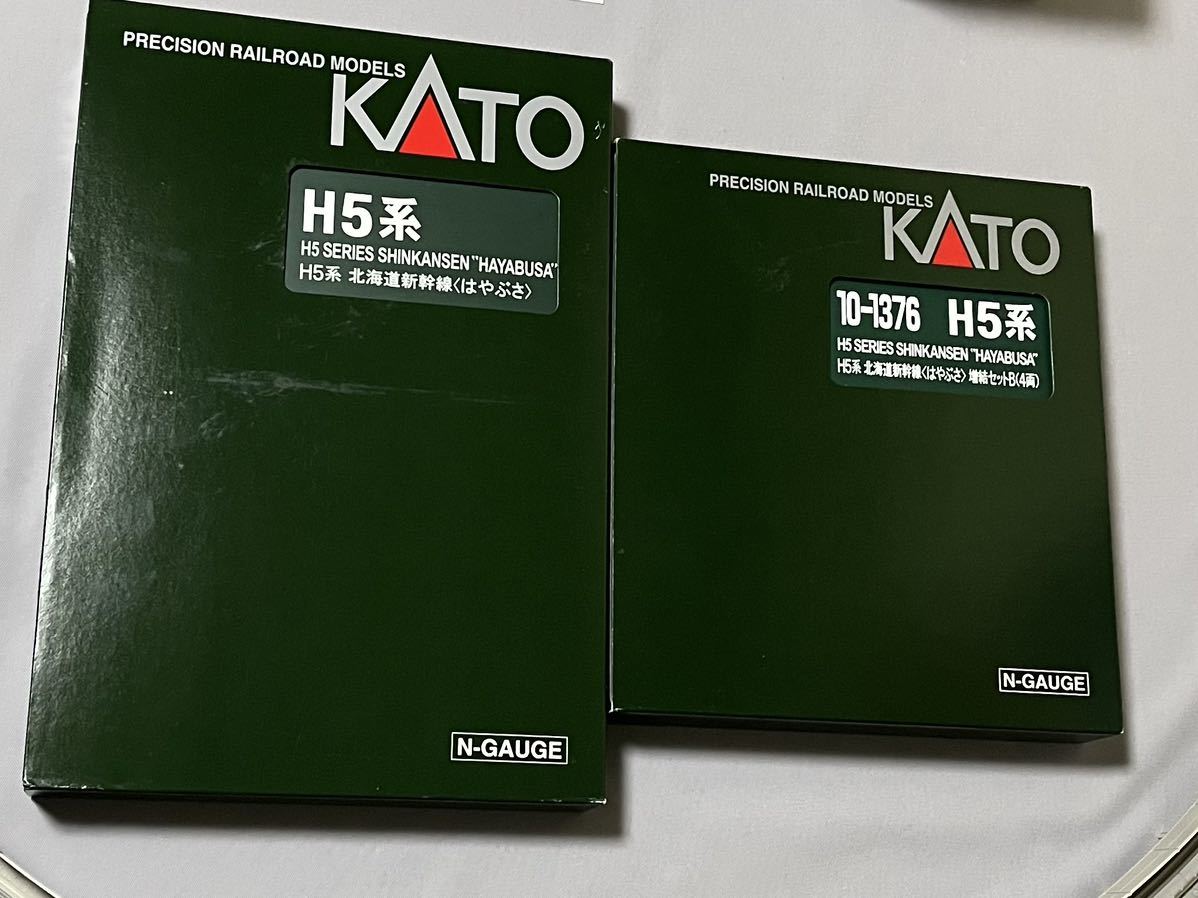 PRECISION RAILROAD MODELS
KATO
H5系
H5 SERIES SHINKANSEN "HAYABUSA"
H5系 北海道新幹線〈はやぶさ〉
N-GAUGE
PRECISION RAILROAD MODELS
KATO
10-1376 H5系
H5 SERIES SHINKANSEN "HAYABUSA"
H5系 北海道新幹線〈はやぶさ〉 増結セットB(4両)
N-GAUGE